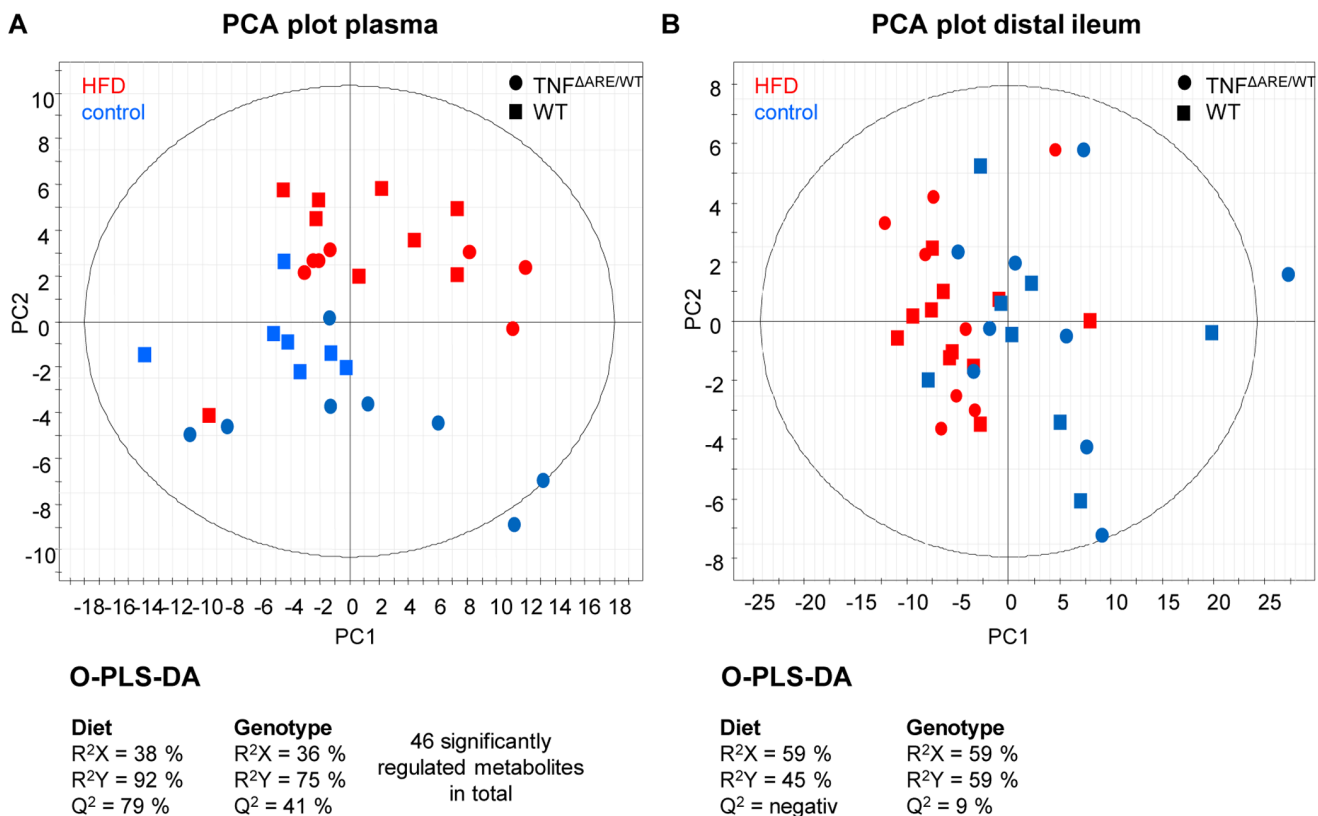 A
PCA plot plasma
HFD
control
TNFΔARE/WT
WT
10
8
6
4
2
0
-2
-4
-6
-8
-10
PC2
-18-16-14-12-10-8 -6 -4 -2 0 2 4 6 8 10 12 14 16 18
PC1
O-PLS-DA
Diet
R²X = 38 %
R²Y = 92 %
Q² = 79 %
Genotype
R²X = 36 %
R²Y = 75 %
Q² = 41 %
46 significantly
regulated metabolites
in total
B
PCA plot distal ileum
HFD
control
TNFΔARE/WT
WT
8
6
4
2
0
-2
-4
-6
-8
PC2
-25 -20 -15 -10 -5 0 5 10 15 20 25
PC1
O-PLS-DA
Diet
R²X = 59 %
R²Y = 45 %
Q² = negativ
Genotype
R²X = 59 %
R²Y = 59 %
Q² = 9 %